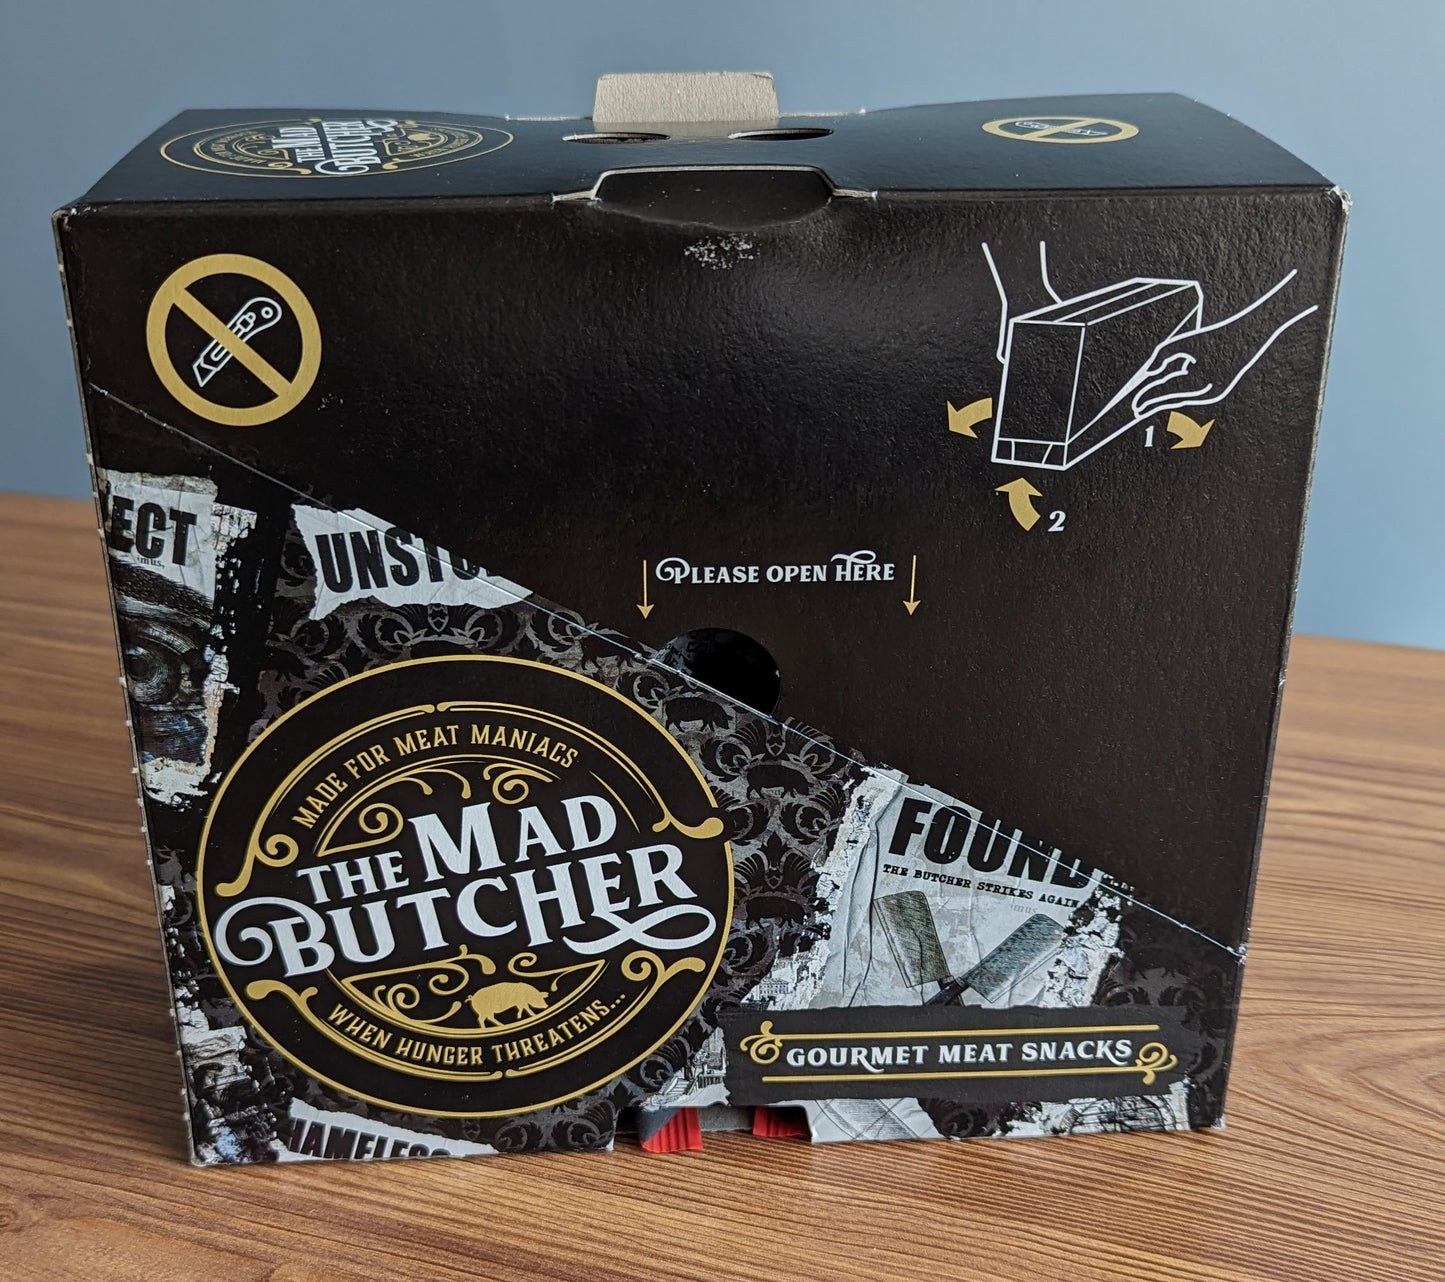 THE MAD
BUTCHER
1
2
PLEASE OPEN HERE
ECT
UNSTO
MADE FOR MEAT MANIACS
THE MAD
BUTCHER
WHEN HUNGER THREATENS...
FOUND
THE BUTCHER STRIKES AGAIN
GOURMET MEAT SNACKS
HAMELESS